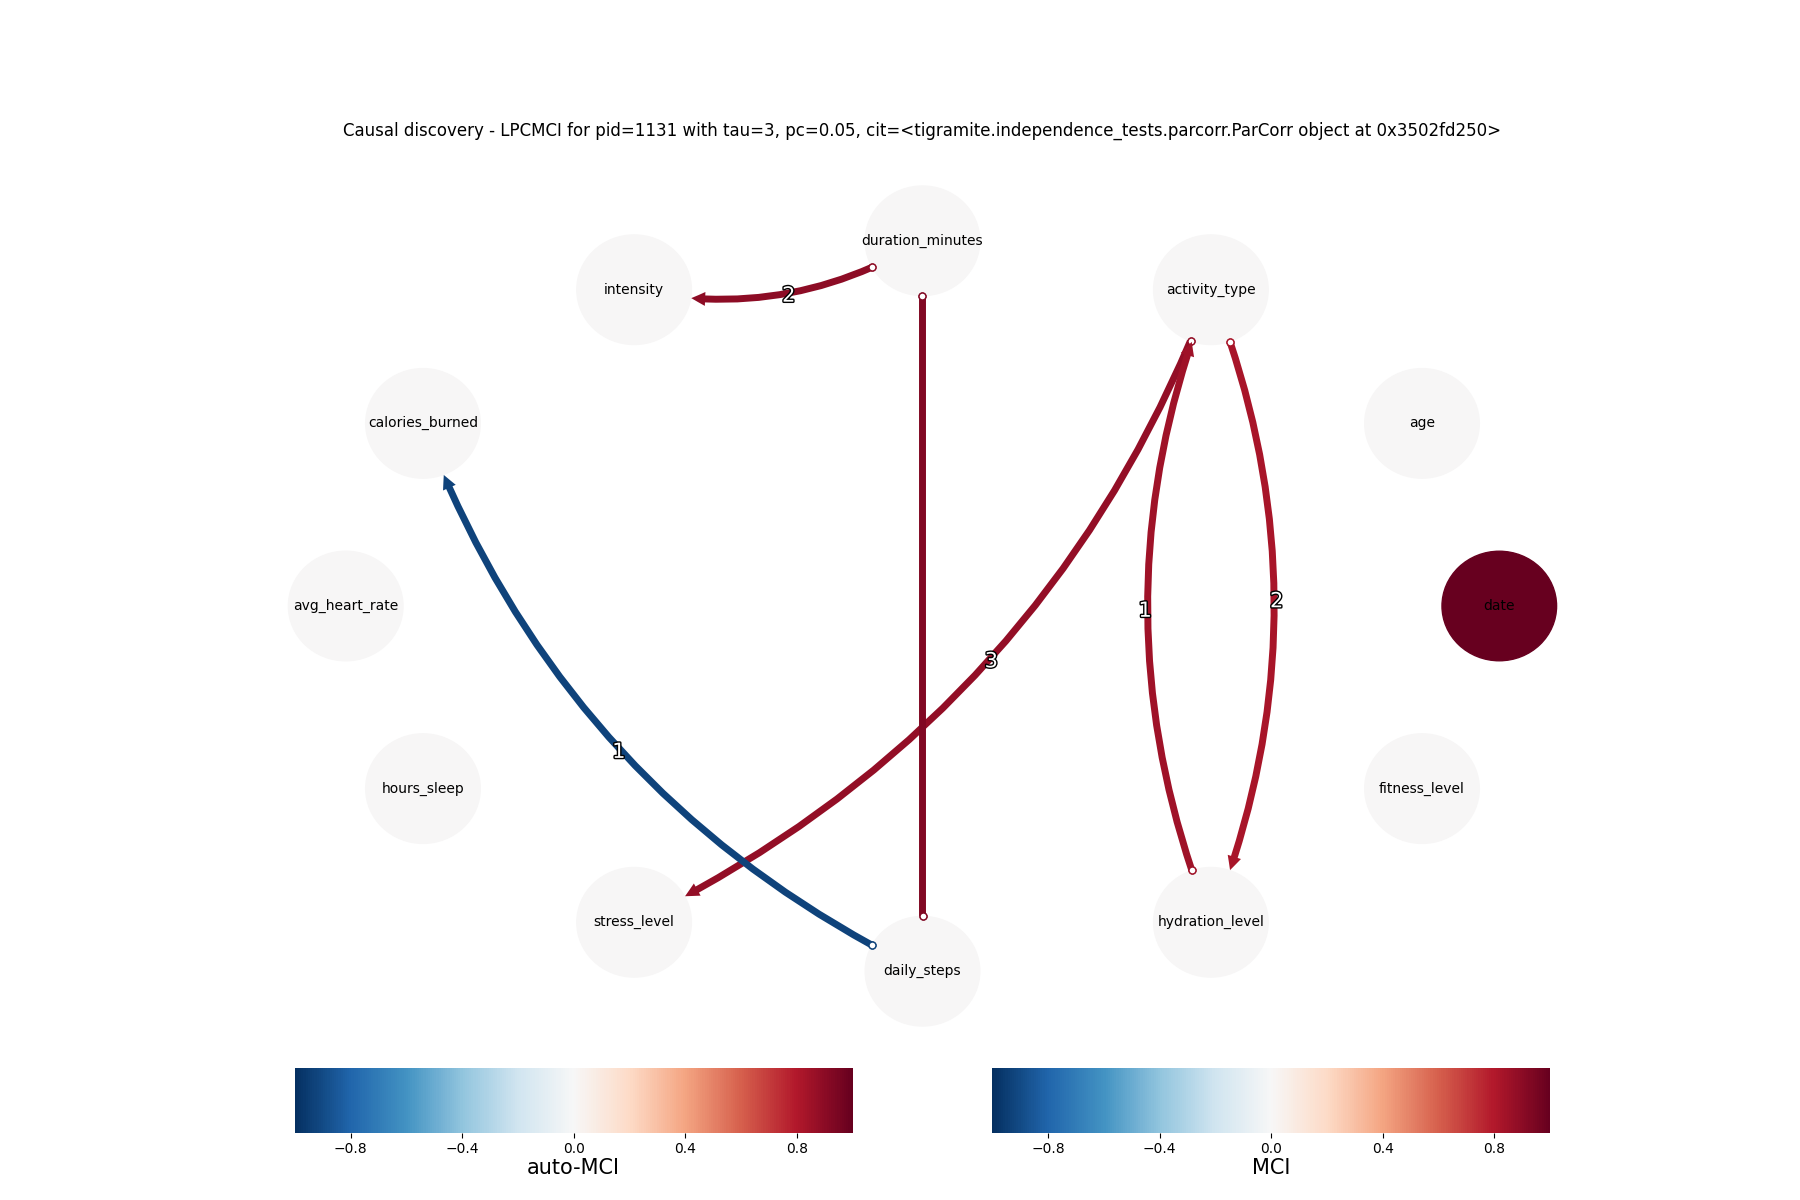 Causal discovery - LPCMCI for pid=1131 with tau=3, pc=0.05, cit=<tigramite.independence_tests.parcorr.ParCorr object at 0x3502fd250>
duration_minutes
intensity
activity_type
2
calories_burned
age
avg_heart_rate
date
1
2
3
1
hours_sleep
fitness_level
stress_level
hydration_level
daily_steps
−0.8 −0.4 0.0 0.4 0.8
auto-MCI
−0.8 −0.4 0.0 0.4 0.8
MCI